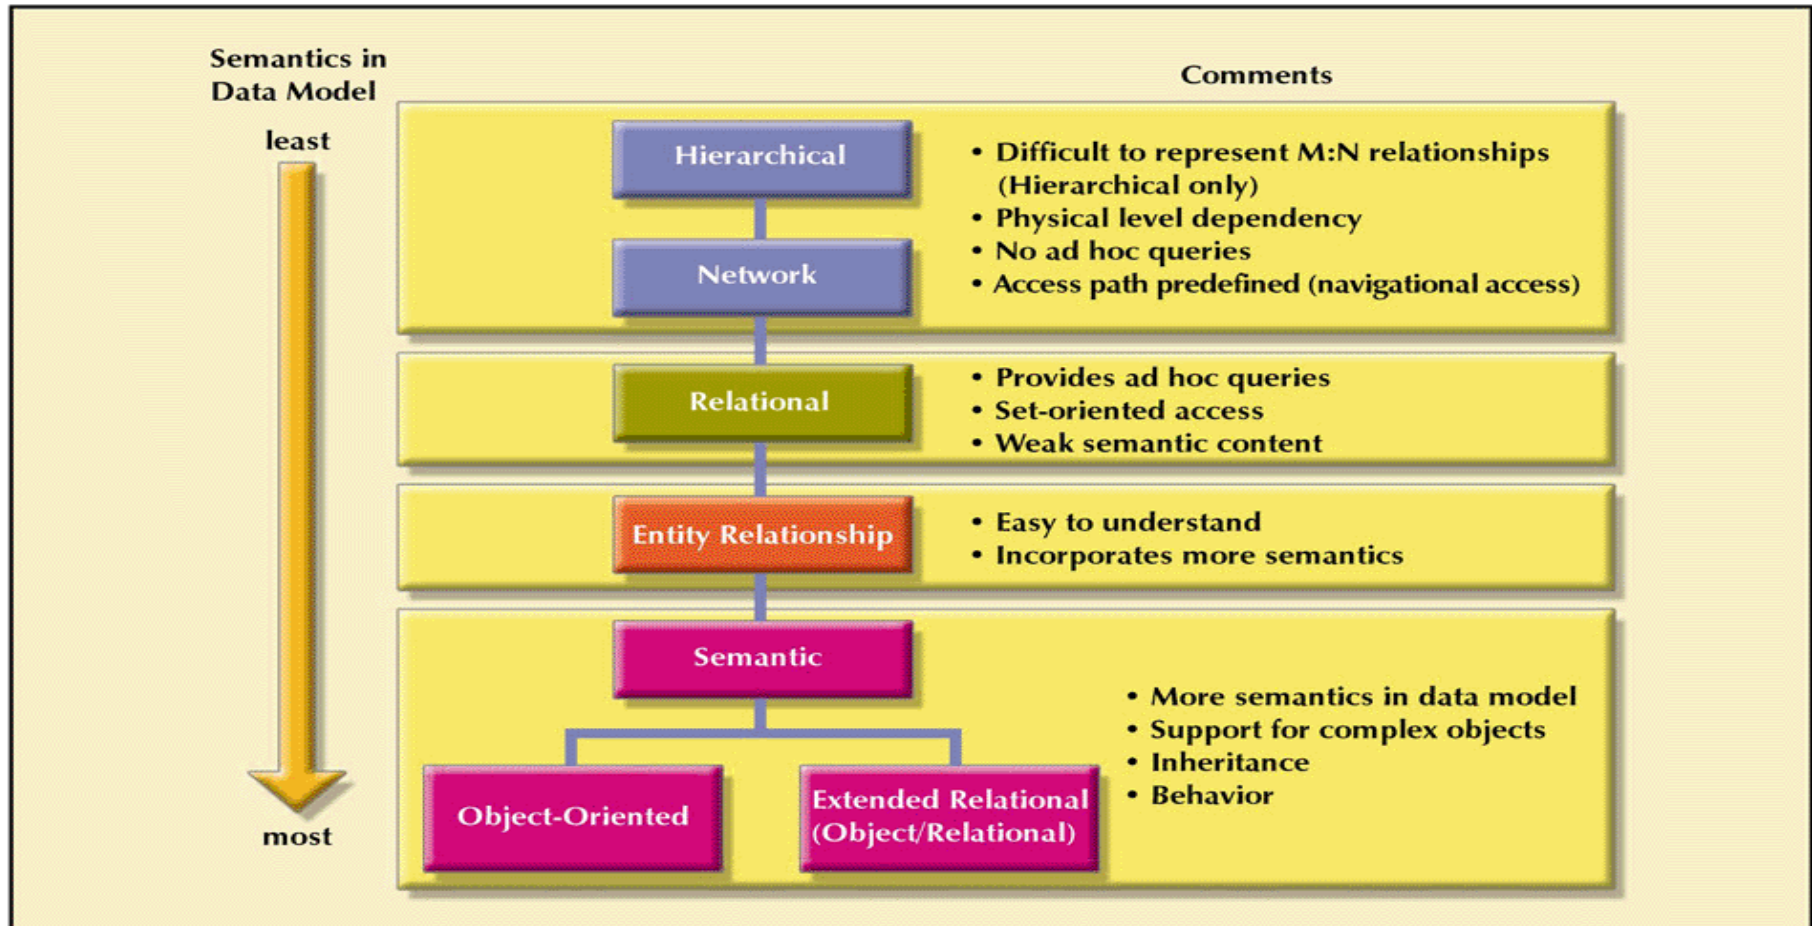 Semantics in
Data Model
least
most
Comments
Hierarchical
Network
• Difficult to represent M:N relationships
(Hierarchical only)
• Physical level dependency
• No ad hoc queries
• Access path predefined (navigational access)
Relational
• Provides ad hoc queries
• Set-oriented access
• Weak semantic content
Entity Relationship
• Easy to understand
• Incorporates more semantics
Semantic
Object-Oriented
Extended Relational
(Object/Relational)
• More semantics in data model
• Support for complex objects
• Inheritance
• Behavior